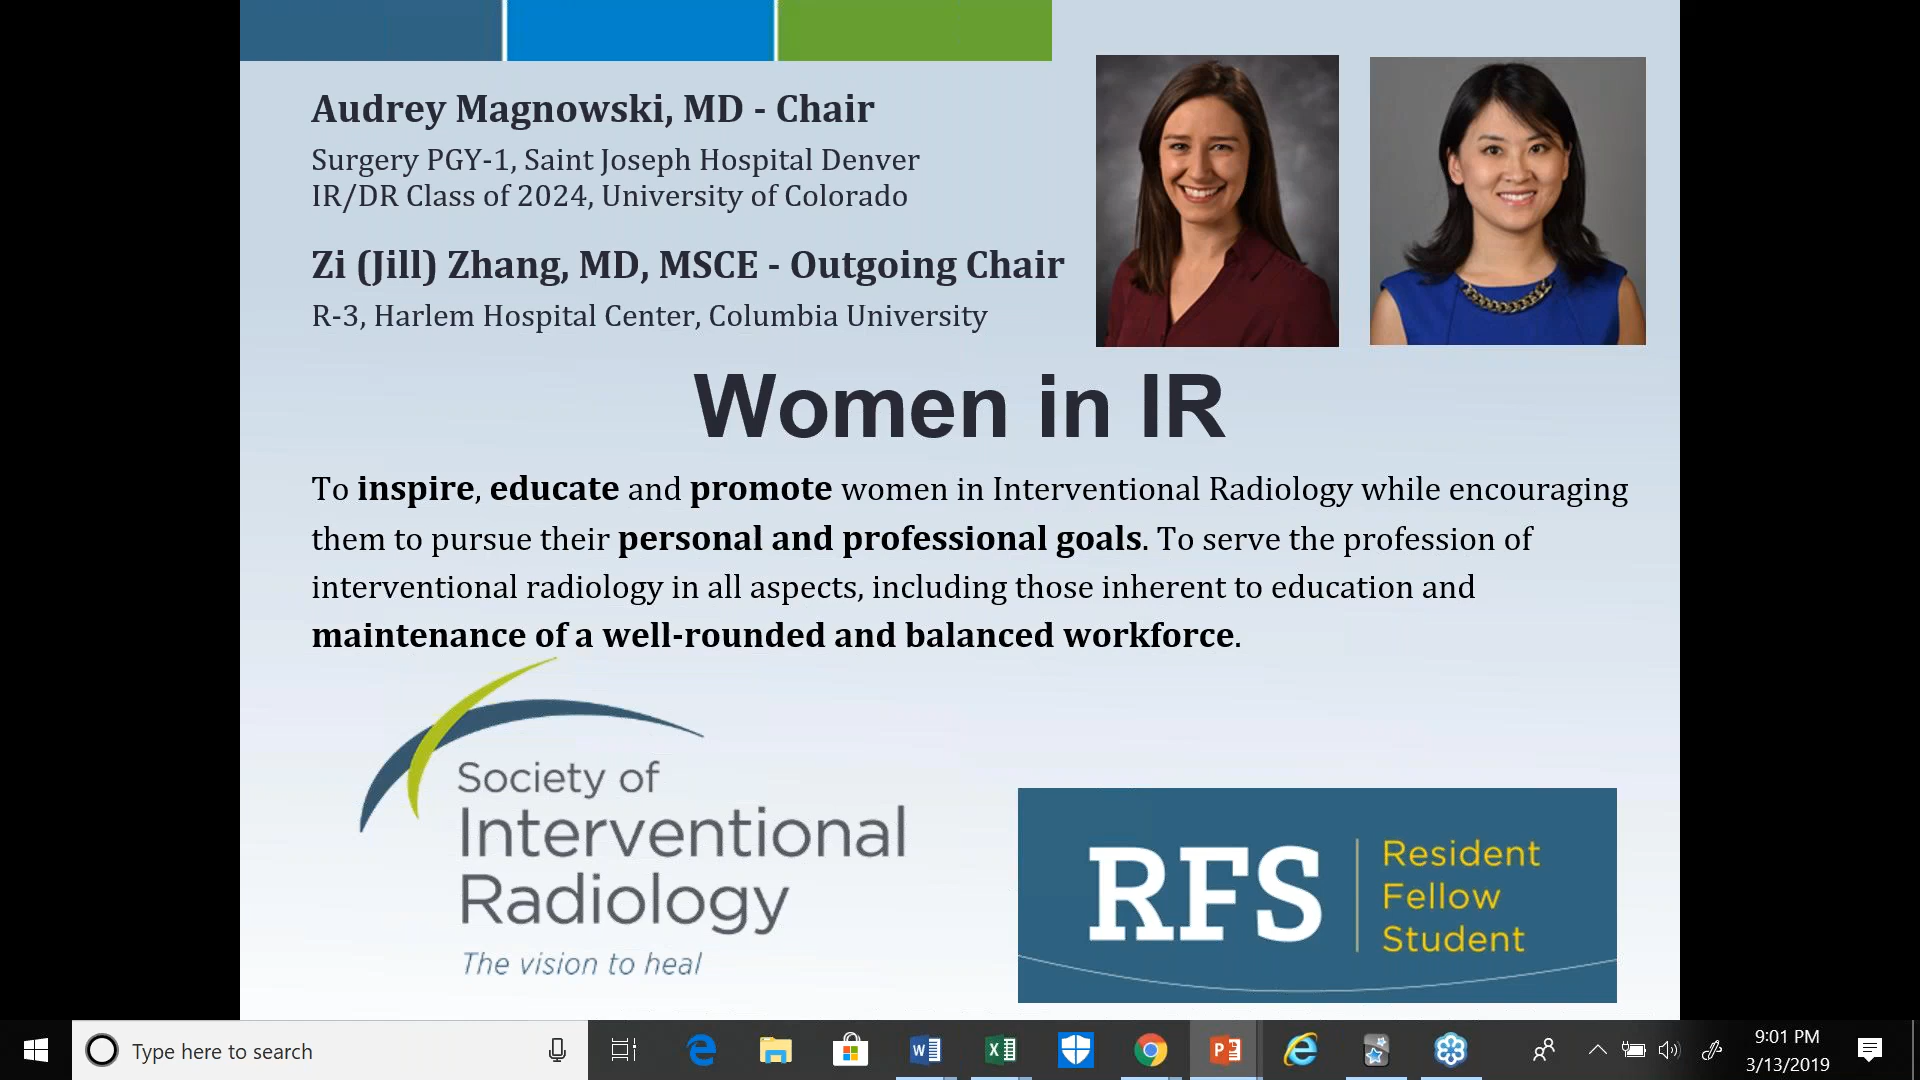 Audrey Magnowski, MD - Chair
Surgery PGY-1, Saint Joseph Hospital Denver
IR/DR Class of 2024, University of Colorado
Zi (Jill) Zhang, MD, MSCE - Outgoing Chair
R-3, Harlem Hospital Center, Columbia University
Women in IR
To inspire, educate and promote women in Interventional Radiology while encouraging
them to pursue their personal and professional goals. To serve the profession of
interventional radiology in all aspects, including those inherent to education and
maintenance of a well-rounded and balanced workforce.
Society of
Interventional
Radiology
The vision to heal
RFS
Resident
Fellow
Student
Type here to search
9:01 PM
3/13/2019